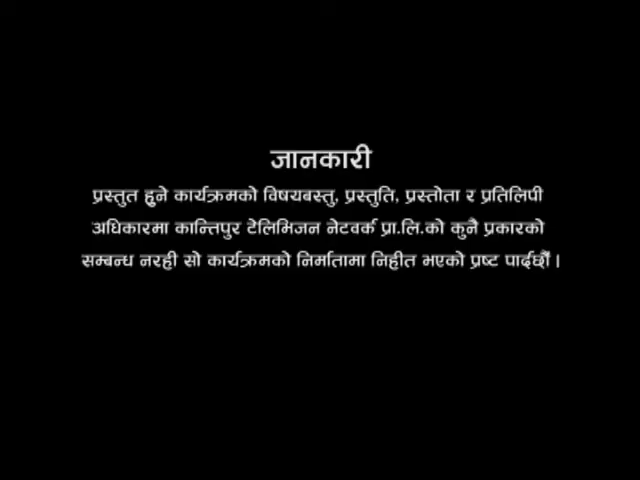 जानकारी
प्रस्तुत हुने कार्यक्रमको विषयबस्तु, प्रस्तुति, प्रस्तोता र प्रतिलिपी
अधिकारमा कान्तिपुर टेलिभिजन नेटवर्क प्रा.लि.को कुनै प्रकारको
सम्बन्ध नरही सो कार्यक्रमको निर्मातामा निहीत भएको प्रष्ट पार्दछौं ।